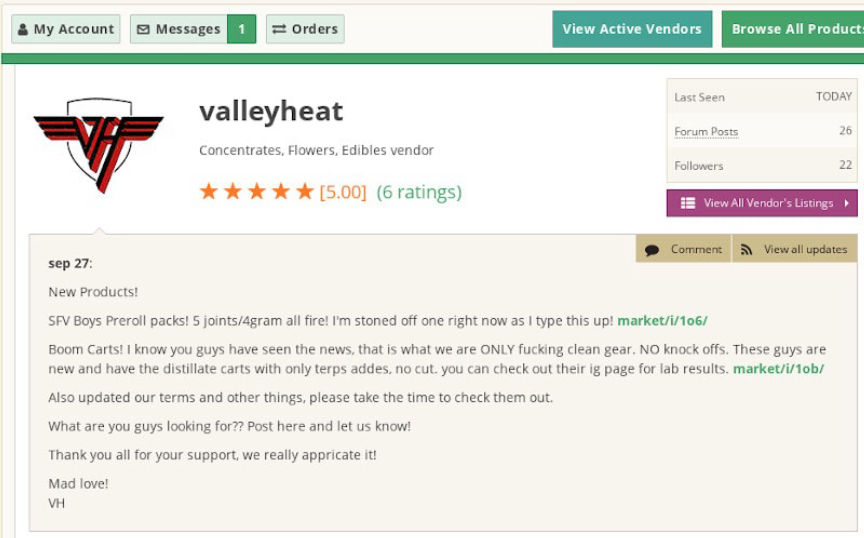 My Account
Messages 1
Orders
View Active Vendors
Browse All Products
VH
valleyheat
Concentrates, Flowers, Edibles vendor
[5.00] (6 ratings)
Last Seen TODAY
Forum Posts 26
Followers 22
View All Vendor's Listings
Comment
View all updates
sep 27:
New Products!
SFV Boys Preroll packs! 5 joints/4gram all fire! I'm stoned off one right now as I type this up! market/i/1o6/
Boom Carts! I know you guys have seen the news, that is what we are ONLY fucking clean gear. NO knock offs. These guys are
new and have the distillate carts with only terps addes, no cut. you can check out their ig page for lab results. market/i/1ob/
Also updated our terms and other things, please take the time to check them out.
What are you guys looking for?? Post here and let us know!
Thank you all for your support, we really appricate it!
Mad love!
VH